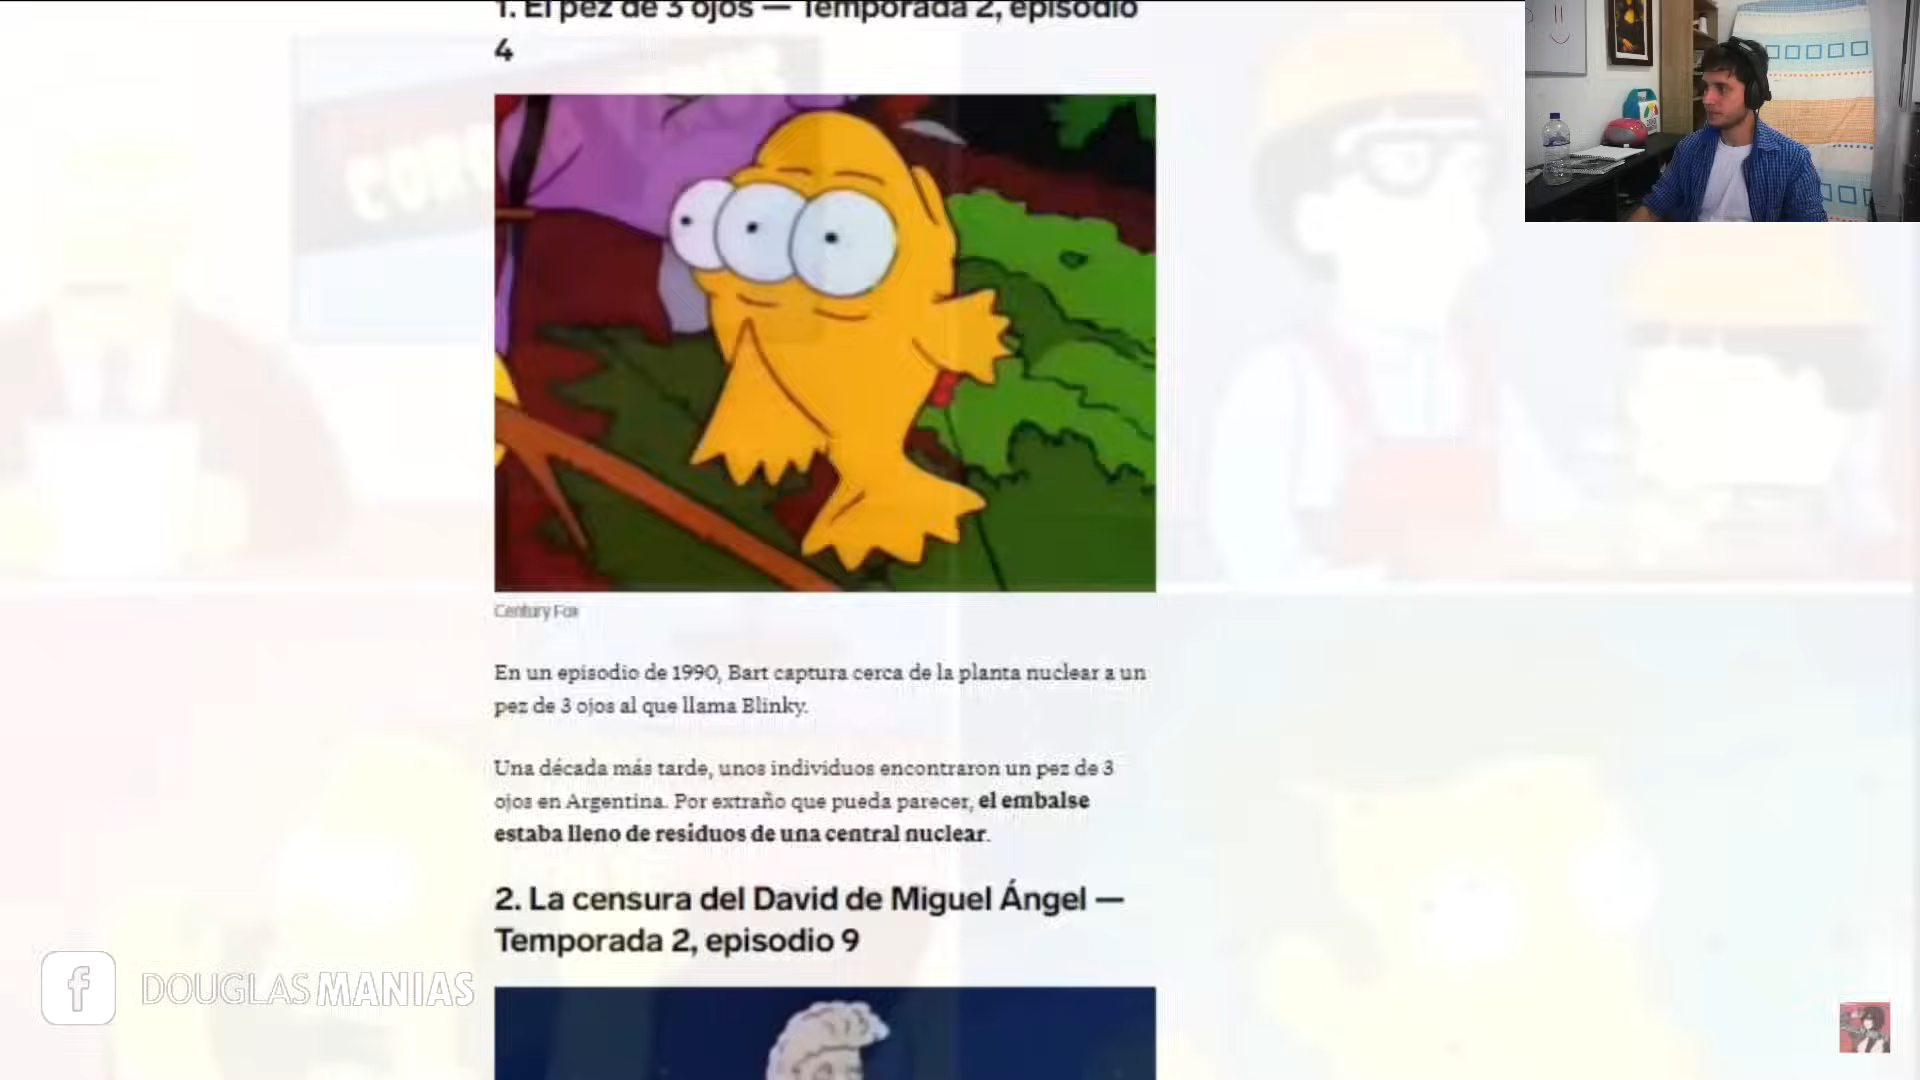 1. El pez de 3 ojos — Temporada 2, episodio
4
Century Fox
En un episodio de 1990, Bart captura cerca de la planta nuclear a un
pez de 3 ojos al que llama Blinky.
Una década más tarde, unos individuos encontraron un pez de 3
ojos en Argentina. Por extraño que pueda parecer, el embalse
estaba lleno de residuos de una central nuclear.
2. La censura del David de Miguel Ángel —
Temporada 2, episodio 9
f DOUGLASMANIAS